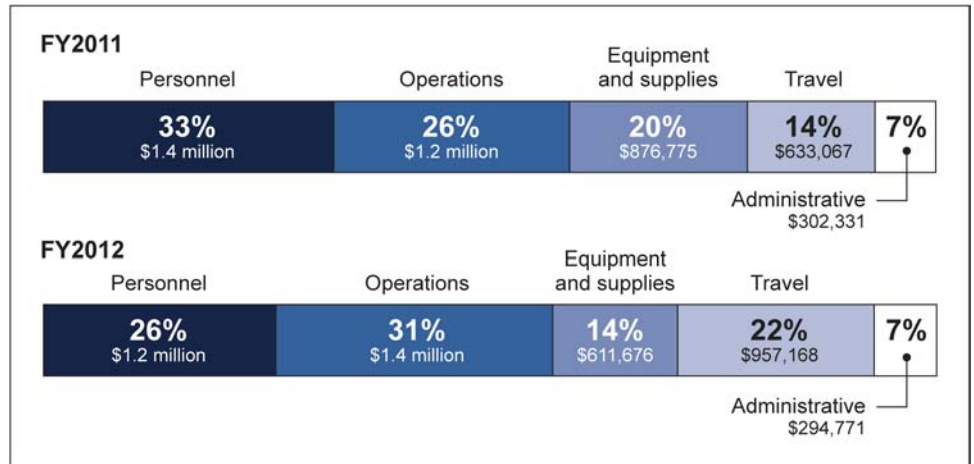 FY2011
Personnel
Operations
Equipment
and supplies
Travel
33%
$1.4 million
26%
$1.2 million
20%
$876,775
14%
$633,067
7%
Administrative
$302,331
FY2012
Personnel
Operations
Equipment
and supplies
Travel
26%
$1.2 million
31%
$1.4 million
14%
$611,676
22%
$957,168
7%
Administrative
$294,771